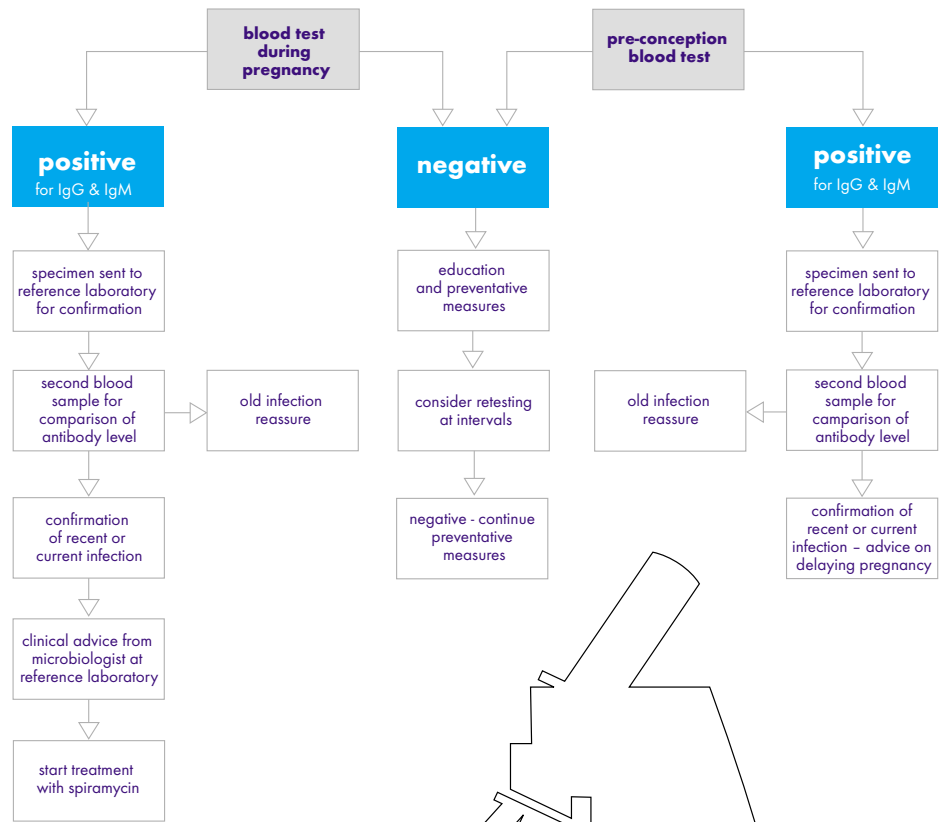 blood test
during
pregnancy
pre-conception
blood test
positive
for IgG & IgM
negative
positive
for IgG & IgM
specimen sent to
reference laboratory
for confirmation
education
and preventative
measures
specimen sent to
reference laboratory
for confirmation
second blood
sample for
comparison of
antibody level
old infection
reassure
consider retesting
at intervals
old infection
reassure
second blood
sample for
camparison of
antibody level
confirmation
of recent or
current infection
negative - continue
preventative
measures
confirmation of
recent or current
infection – advice on
delaying pregnancy
clinical advice from
microbiologist at
reference laboratory
start treatment
with spiramycin